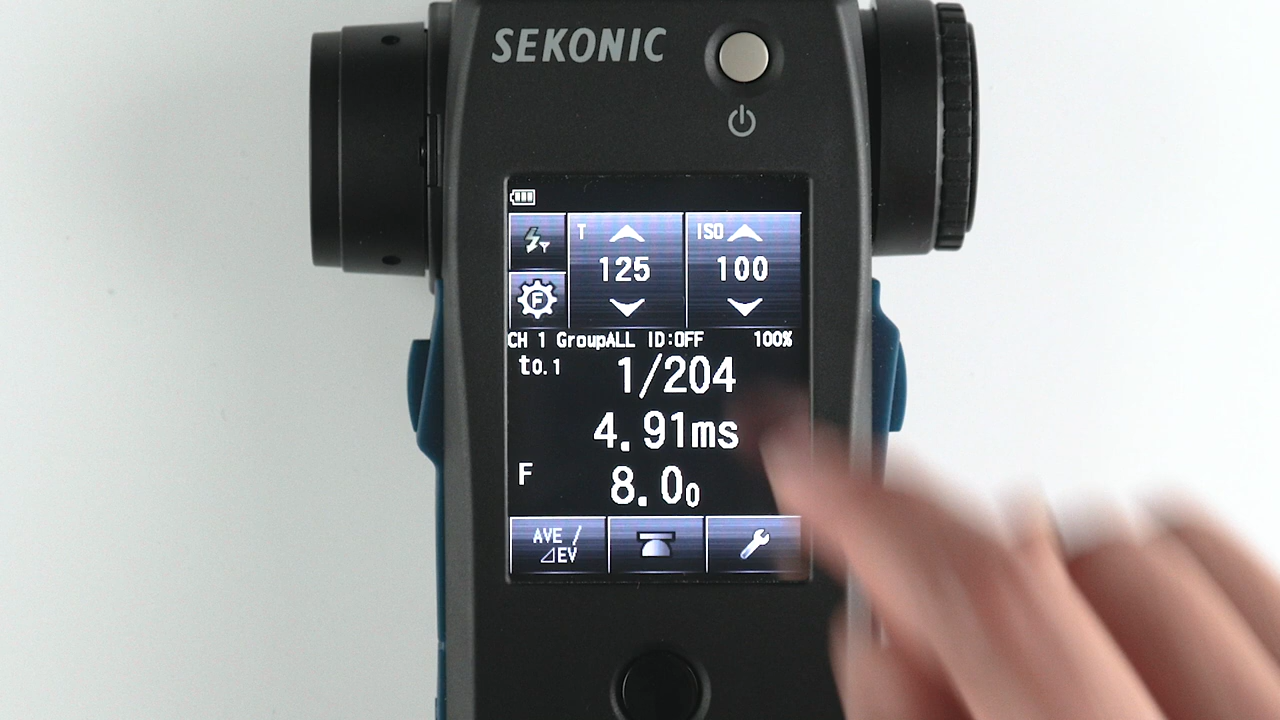 SEKONIC
T
ISO
125
100
F
CH 1 GroupALL ID:OFF 100%
t0.1 1/204
4.91ms
F 8.00
AVE /
⊿EV